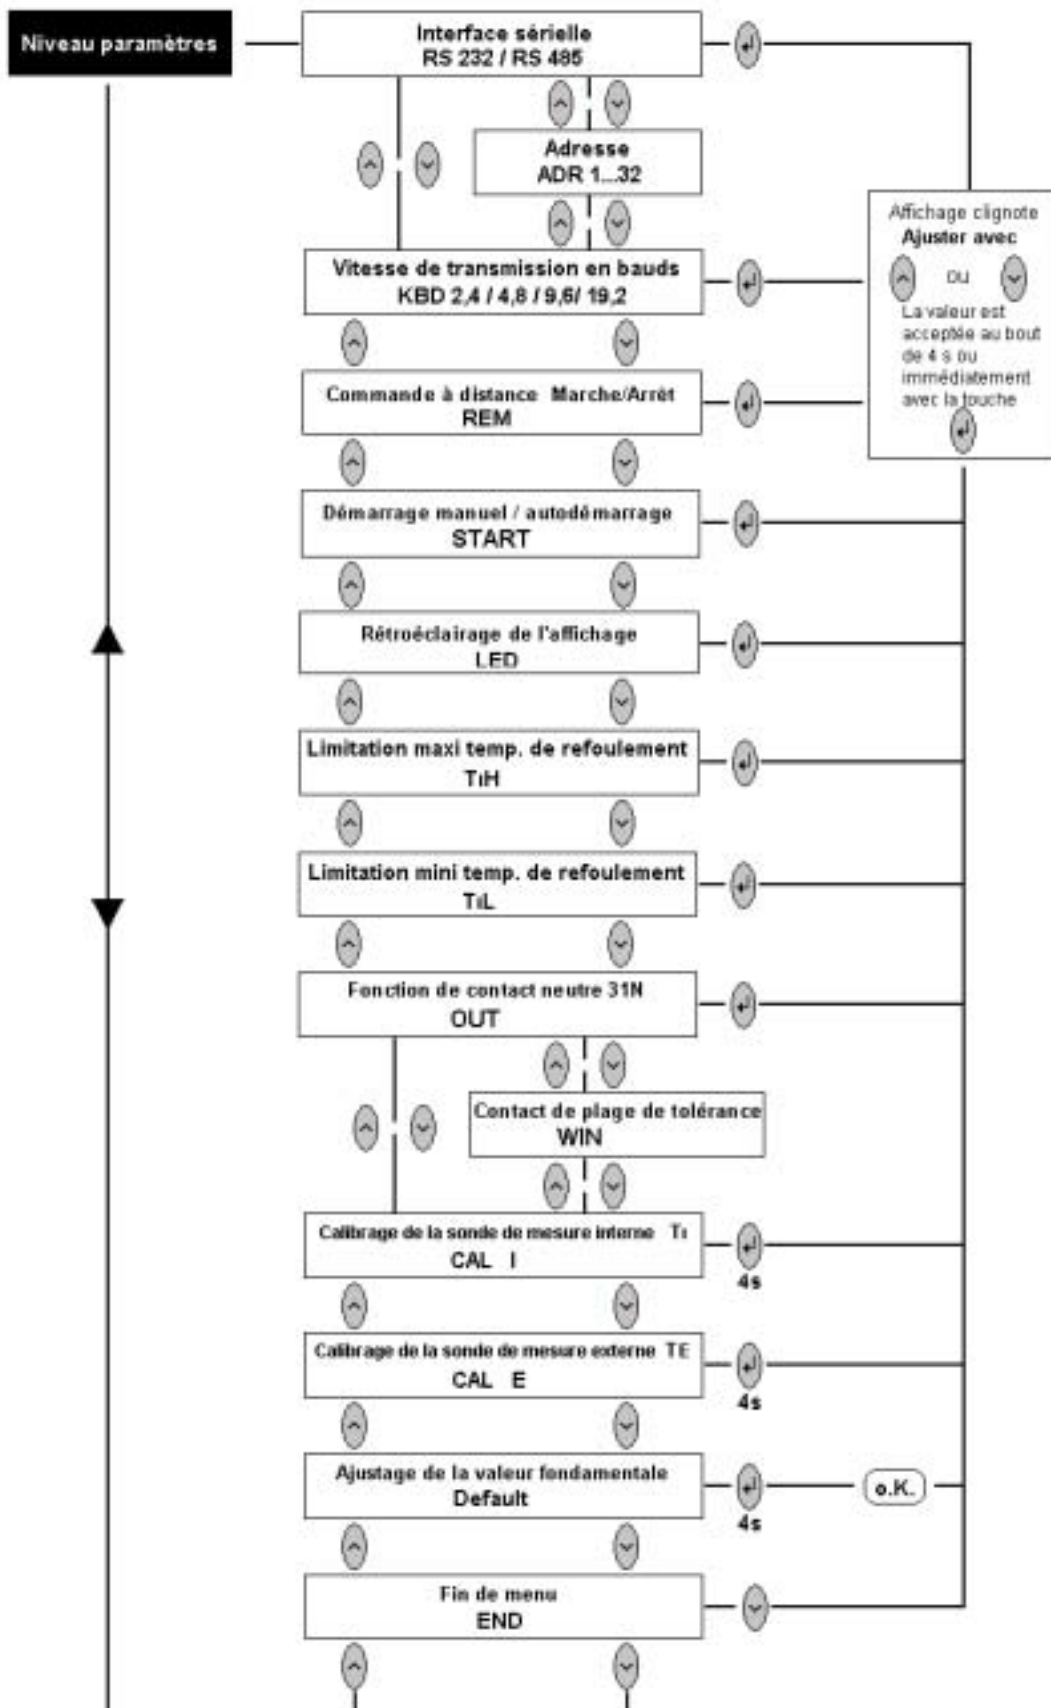 Niveau paramètres
Interface sérielle
RS 232 / RS 485
Adresse
ADR 1...32
Affichage clignote
Ajuster avec
ou
La valeur est
acceptée au bout
de 4 s ou
immédiatement
avec la touche
Vitesse de transmission en bauds
KBD 2,4 / 4,8 / 9,6/ 19,2
Commande à distance Marche/Arrêt
REM
Démarrage manuel / autodémarrage
START
Rétroéclairage de l'affichage
LED
Limitation maxi temp. de refoulement
TıH
Limitation mini temp. de refoulement
TıL
Fonction de contact neutre 31N
OUT
Contact de plage de tolérance
WIN
Calibrage de la sonde de mesure interne Tı
CAL I
4s
Calibrage de la sonde de mesure externe TE
CAL E
4s
Ajustage de la valeur fondamentale
Default
4s
o.K.
Fin de menu
END